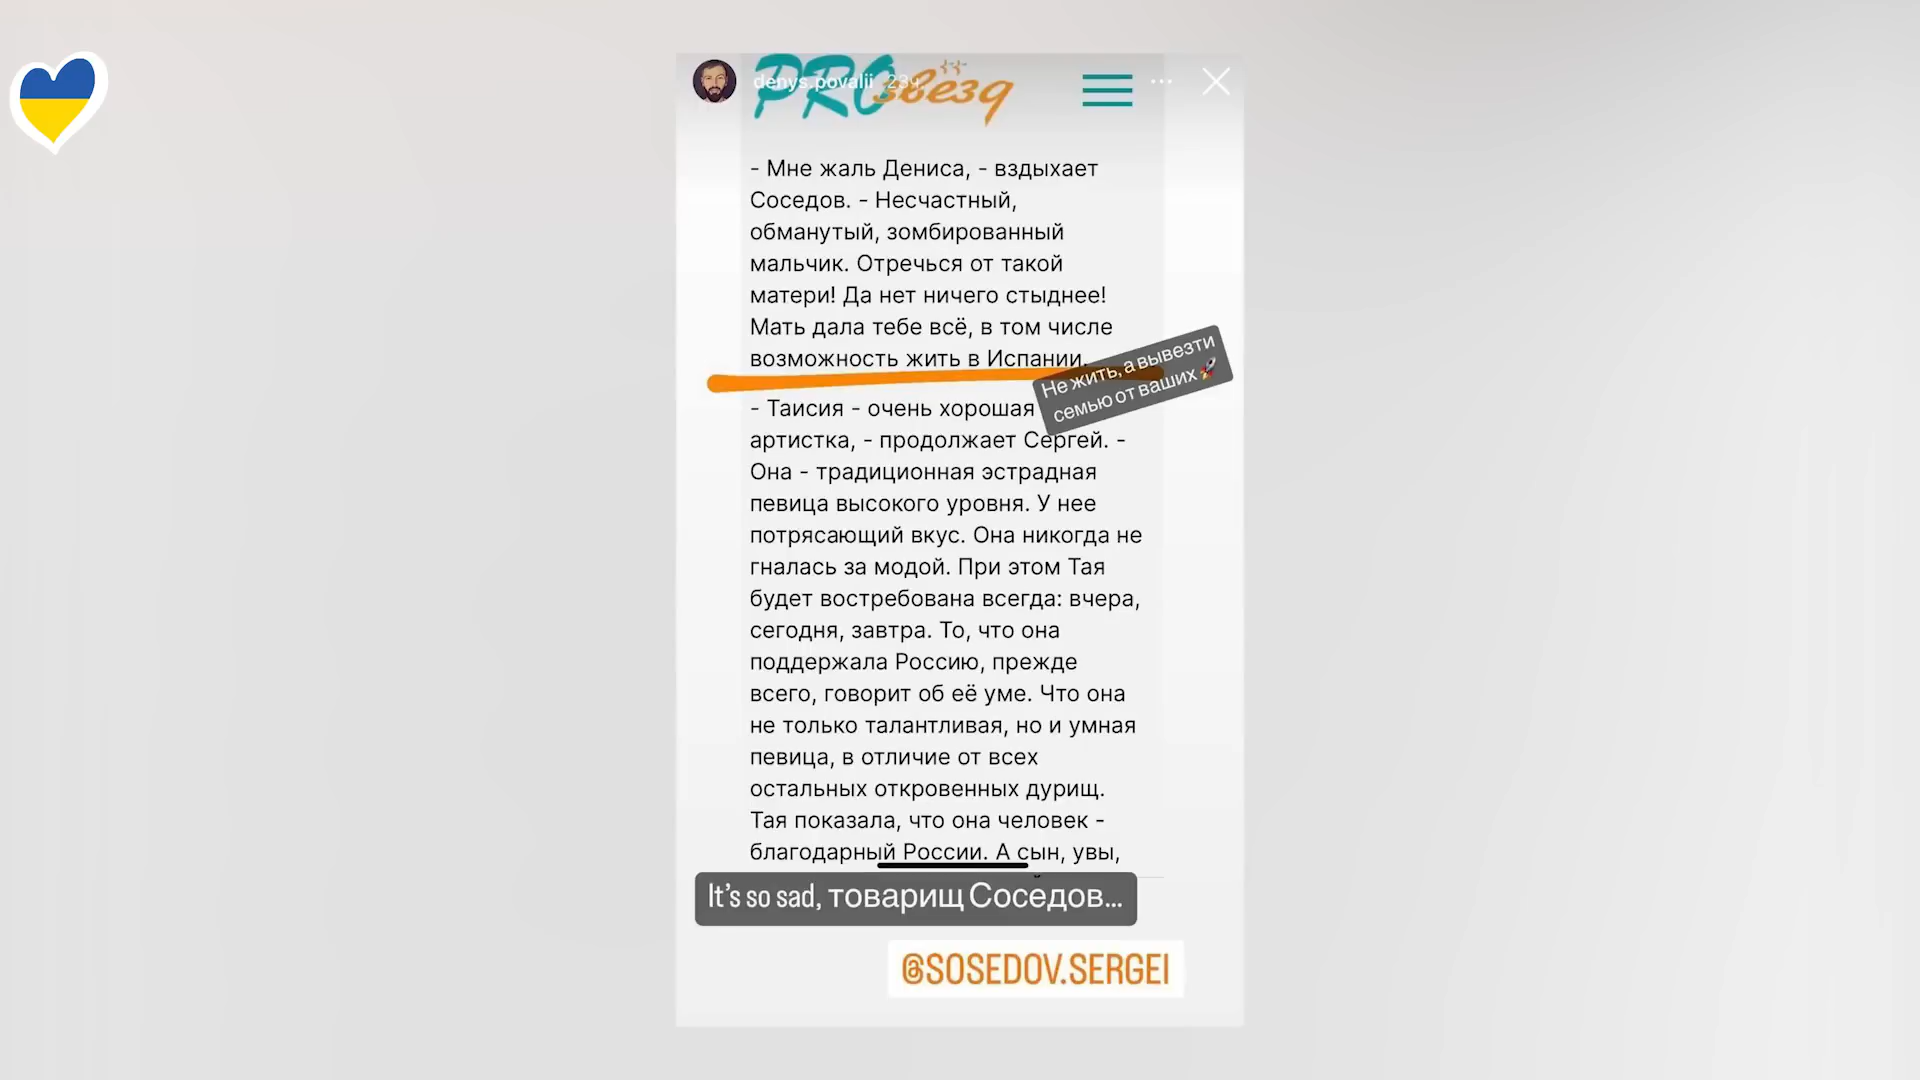 PRO звёзд
denys.povalii 23ч
- Мне жаль Дениса, - вздыхает
Соседов. - Несчастный,
обманутый, зомбированный
мальчик. Отречься от такой
матери! Да нет ничего стыднее!
Мать дала тебе всё, в том числе
возможность жить в Испании.
Не жить, а вывезти
семью от ваших
- Таисия - очень хорошая
артистка, - продолжает Сергей. -
Она - традиционная эстрадная
певица высокого уровня. У нее
потрясающий вкус. Она никогда не
гналась за модой. При этом Тая
будет востребована всегда: вчера,
сегодня, завтра. То, что она
поддержала Россию, прежде
всего, говорит об её уме. Что она
не только талантливая, но и умная
певица, в отличие от всех
остальных откровенных дурищ.
Тая показала, что она человек -
благодарный России. А сын, увы,
It's so sad, товарищ Соседов...
@SOSEDOV.SERGEI